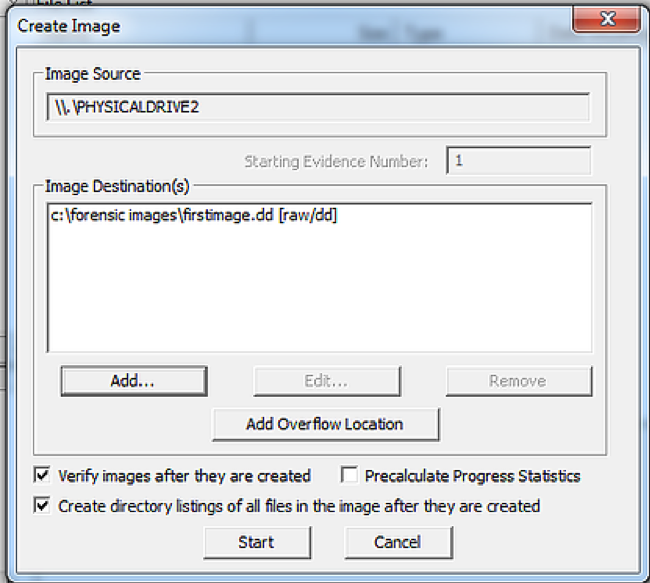 File List
Create Image
Image Source
\\.\PHYSICALDRIVE2
Starting Evidence Number: 1
Image Destination(s)
c:\forensic images\firstimage.dd [raw/dd]
Add... Edit... Remove
Add Overflow Location
Verify images after they are created Precalculate Progress Statistics
Create directory listings of all files in the image after they are created
Start Cancel